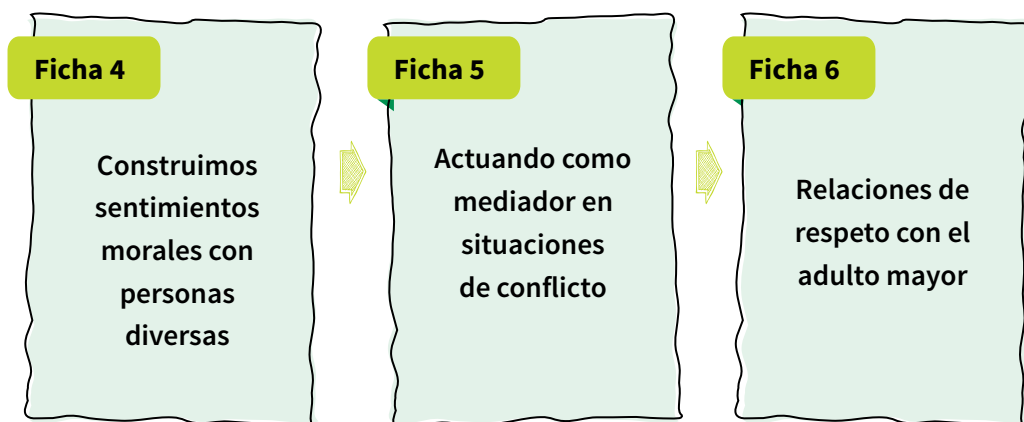 Ficha 4
Construimos
sentimientos
morales con
personas
diversas
Ficha 5
Actuando como
mediador en
situaciones
de conflicto
Ficha 6
Relaciones de
respeto con el
adulto mayor